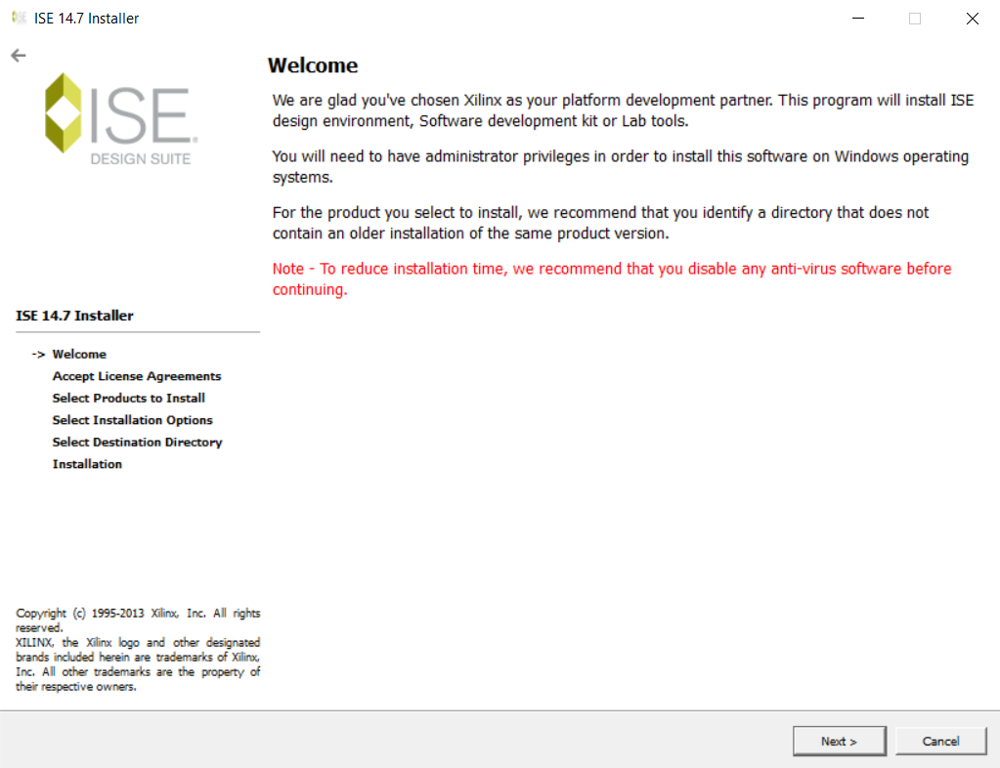 ISE 14.7 Installer
ISE®
DESIGN SUITE
ISE 14.7 Installer
-> Welcome
Accept License Agreements
Select Products to Install
Select Installation Options
Select Destination Directory
Installation
Copyright (c) 1995-2013 Xilinx, Inc. All rights
reserved.
XILINX, the Xilinx logo and other designated
brands included herein are trademarks of Xilinx,
Inc. All other trademarks are the property of
their respective owners.
Welcome
We are glad you've chosen Xilinx as your platform development partner. This program will install ISE
design environment, Software development kit or Lab tools.
You will need to have administrator privileges in order to install this software on Windows operating
systems.
For the product you select to install, we recommend that you identify a directory that does not
contain an older installation of the same product version.
Note - To reduce installation time, we recommend that you disable any anti-virus software before
continuing.
Next >
Cancel